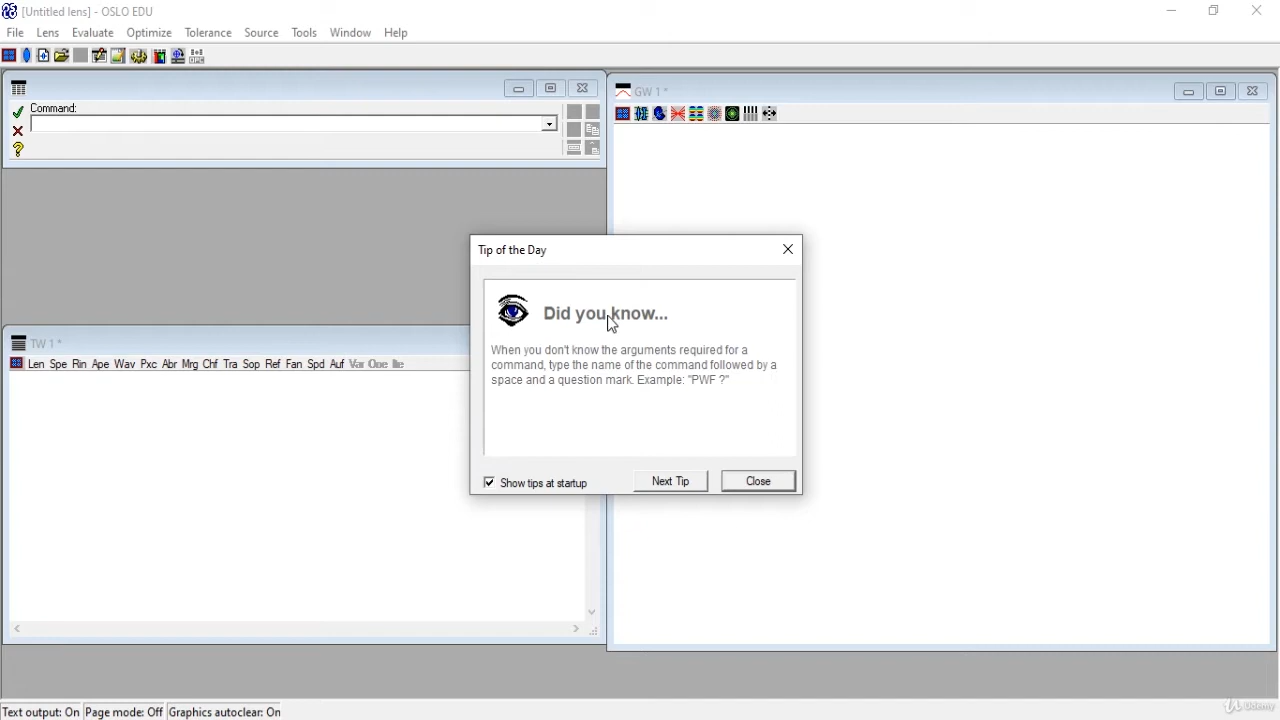 [Untitled lens] - OSLO EDU
File Lens Evaluate Optimize Tolerance Source Tools Window Help
Command:
GW 1 *
Tip of the Day
Did you know...
When you don't know the arguments required for a
command, type the name of the command followed by a
space and a question mark. Example: "PWF ?"
TW 1 *
Len Spe Rin Ape Wav Pxc Abr Mrg Chf Tra Sop Ref Fan Spd Auf Var Ope Ite
Show tips at startup
Next Tip
Close
Text output: On Page mode: Off Graphics autoclear: On
Udemy